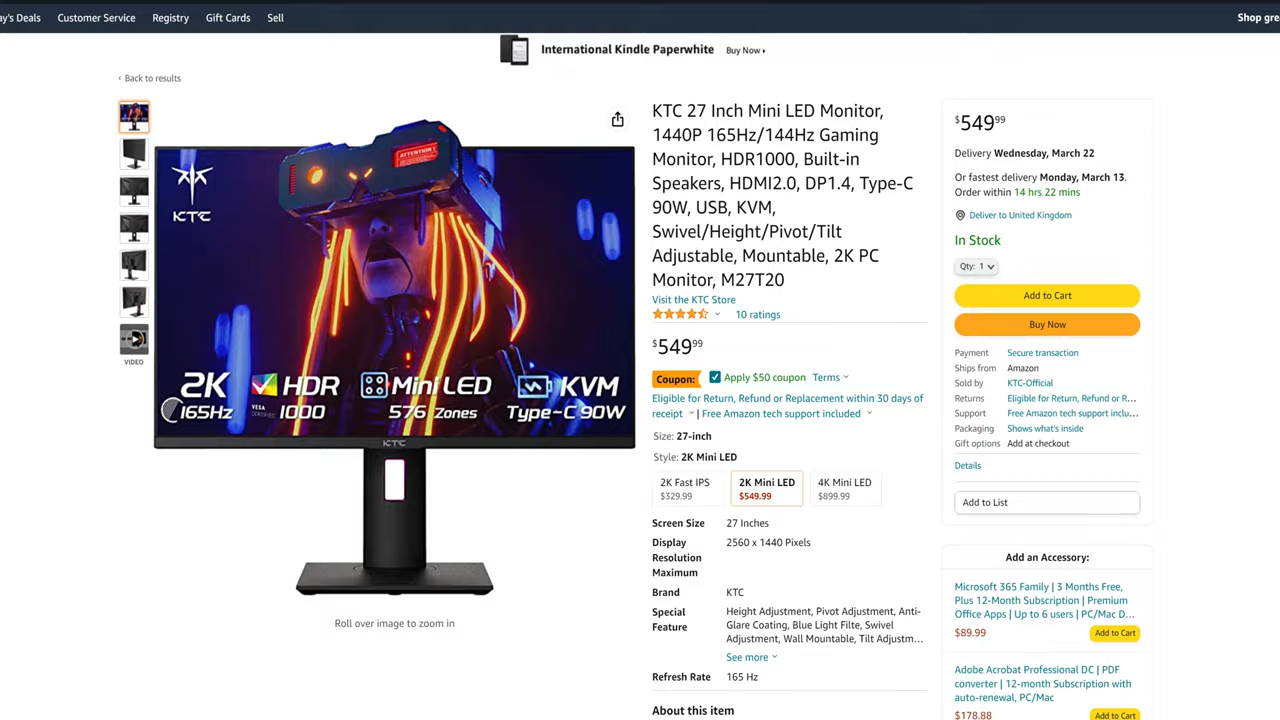 ay's Deals Customer Service Registry Gift Cards Sell Shop gre
International Kindle Paperwhite Buy Now
‹ Back to results
VIDEO
KTC
ATTENTION!
2K
165Hz
HDR
VESA CERTIFIED 1000
Mini LED
576 Zones
KVM
Type-C 90W
KTC
Roll over image to zoom in
KTC 27 Inch Mini LED Monitor,
1440P 165Hz/144Hz Gaming
Monitor, HDR1000, Built-in
Speakers, HDMI2.0, DP1.4, Type-C
90W, USB, KVM,
Swivel/Height/Pivot/Tilt
Adjustable, Mountable, 2K PC
Monitor, M27T20
Visit the KTC Store
10 ratings
$549 99
Coupon: Apply $50 coupon Terms
Eligible for Return, Refund or Replacement within 30 days of
receipt | Free Amazon tech support included
Size: 27-inch
Style: 2K Mini LED
2K Fast IPS
$329.99
2K Mini LED
$549.99
4K Mini LED
$899.99
Screen Size 27 Inches
Display Resolution Maximum 2560 x 1440 Pixels
Brand KTC
Special Feature Height Adjustment, Pivot Adjustment, Anti-
Glare Coating, Blue Light Filte, Swivel
Adjustment, Wall Mountable, Tilt Adjustm…
See more
Refresh Rate 165 Hz
About this item
$549 99
Delivery Wednesday, March 22
Or fastest delivery Monday, March 13.
Order within 14 hrs 22 mins
Deliver to United Kingdom
In Stock
Qty: 1
Add to Cart
Buy Now
Payment Secure transaction
Ships from Amazon
Sold by KTC-Official
Returns Eligible for Return, Refund or R…
Support Free Amazon tech support inclu…
Packaging Shows what's inside
Gift options Add at checkout
Details
Add to List
Add an Accessory:
Microsoft 365 Family | 3 Months Free,
Plus 12-Month Subscription | Premium
Office Apps | Up to 6 users | PC/Mac D…
$89.99 Add to Cart
Adobe Acrobat Professional DC | PDF
converter | 12-month Subscription with
auto-renewal, PC/Mac
$178.88 Add to Cart